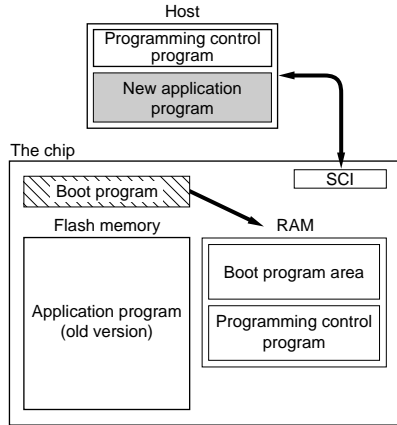 Host
Programming control
program
New application
program
The chip
SCI
Boot program
Flash memory
RAM
Application program
(old version)
Boot program area
Programming control
program